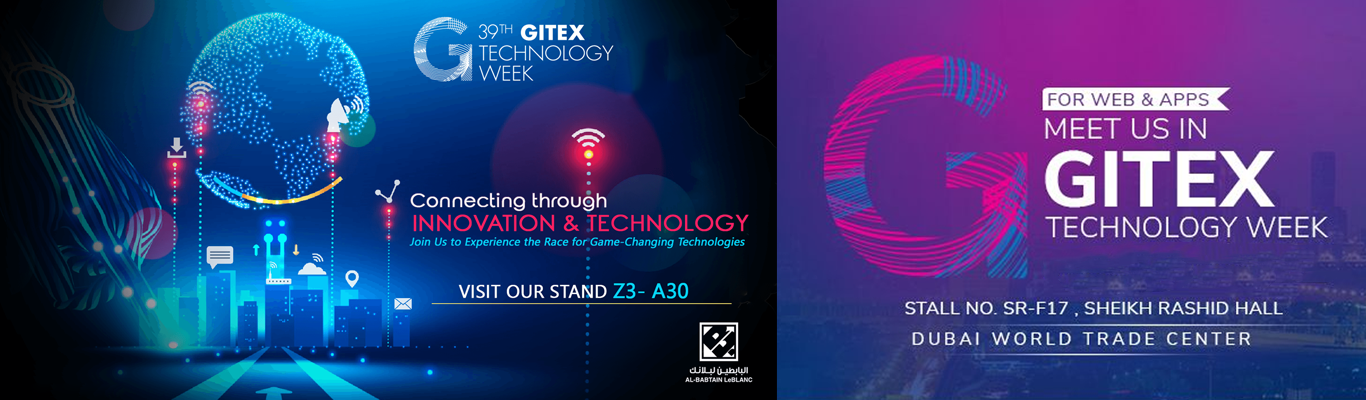 39TH GITEX
TECHNOLOGY
WEEK
Connecting through
INNOVATION & TECHNOLOGY
Join Us to Experience the Race for Game-Changing Technologies
VISIT OUR STAND Z3- A30
البابطين لبلانك
AL-BABTAIN LeBLANC
FOR WEB & APPS
MEET US IN
GITEX
TECHNOLOGY WEEK
STALL NO. SR-F17 , SHEIKH RASHID HALL
DUBAI WORLD TRADE CENTER